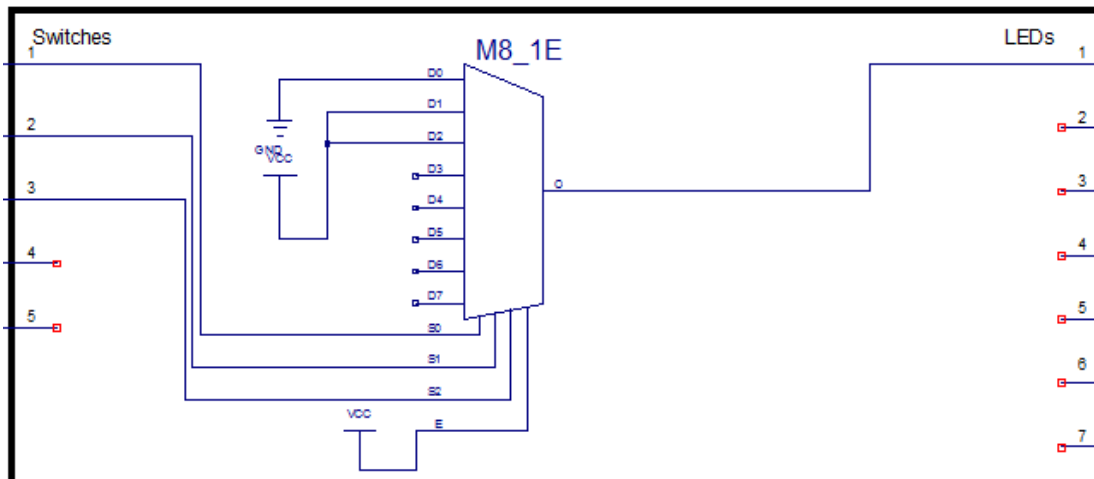 Switches
LEDs
1
1
M8_1E
D0
D1
2
2
D2
GND
VCC
D3
3
3
O
D4
4
4
D5
D6
5
5
D7
S0
S1
6
S2
VCC
E
7